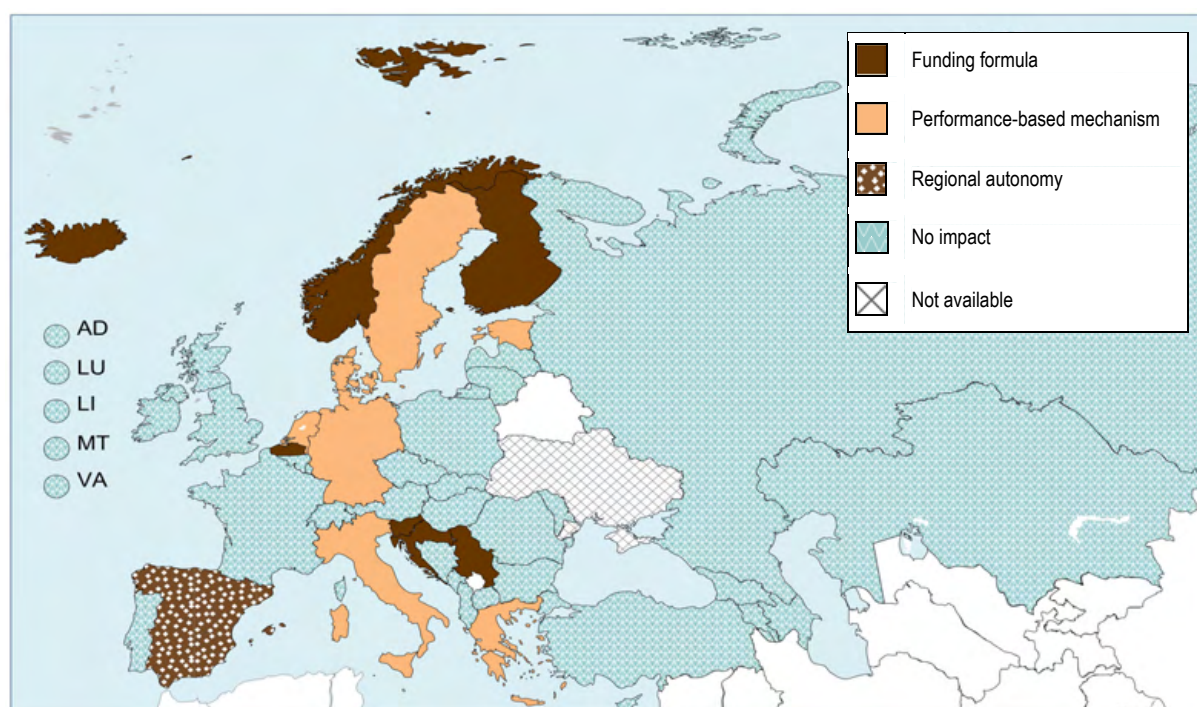 Funding formula
Performance-based mechanism
Regional autonomy
No impact
Not available
AD
LU
LI
MT
VA